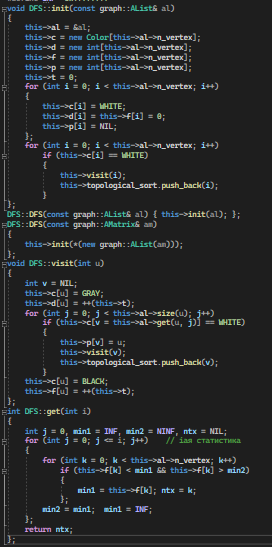 void DFS::init(const graph::AList& al)
{
this->al = &al;
this->c = new Color[this->al->n_vertex];
this->d = new int[this->al->n_vertex];
this->f = new int[this->al->n_vertex];
this->p = new int[this->al->n_vertex];
this->t = 0;
for (int i = 0; i < this->al->n_vertex; i++)
{
this->c[i] = WHITE;
this->d[i] = this->f[i] = 0;
this->p[i] = NIL;
};
for (int i = 0; i < this->al->n_vertex; i++)
if (this->c[i] == WHITE)
{
this->visit(i);
this->topological_sort.push_back(i);
}
};
DFS::DFS(const graph::AList& al) { this->init(al); };
DFS::DFS(const graph::AMatrix& am)
{
this->init(*(new graph::AList(am)));
};
void DFS::visit(int u)
{
int v = NIL;
this->c[u] = GRAY;
this->d[u] = ++(this->t);
for (int j = 0; j < this->al->size(u); j++)
if (this->c[v = this->al->get(u, j)] == WHITE)
{
this->p[v] = u;
this->visit(v);
this->topological_sort.push_back(v);
}
this->c[u] = BLACK;
this->f[u] = ++(this->t);
};
int DFS::get(int i)
{
int j = 0, min1 = INF, min2 = NINF, ntx = NIL;
for (int j = 0; j <= i; j++) // iая статистика
{
for (int k = 0; k < this->al->n_vertex; k++)
if (this->f[k] < min1 && this->f[k] > min2)
{
min1 = this->f[k]; ntx = k;
};
min2 = min1; min1 = INF;
};
return ntx;
};